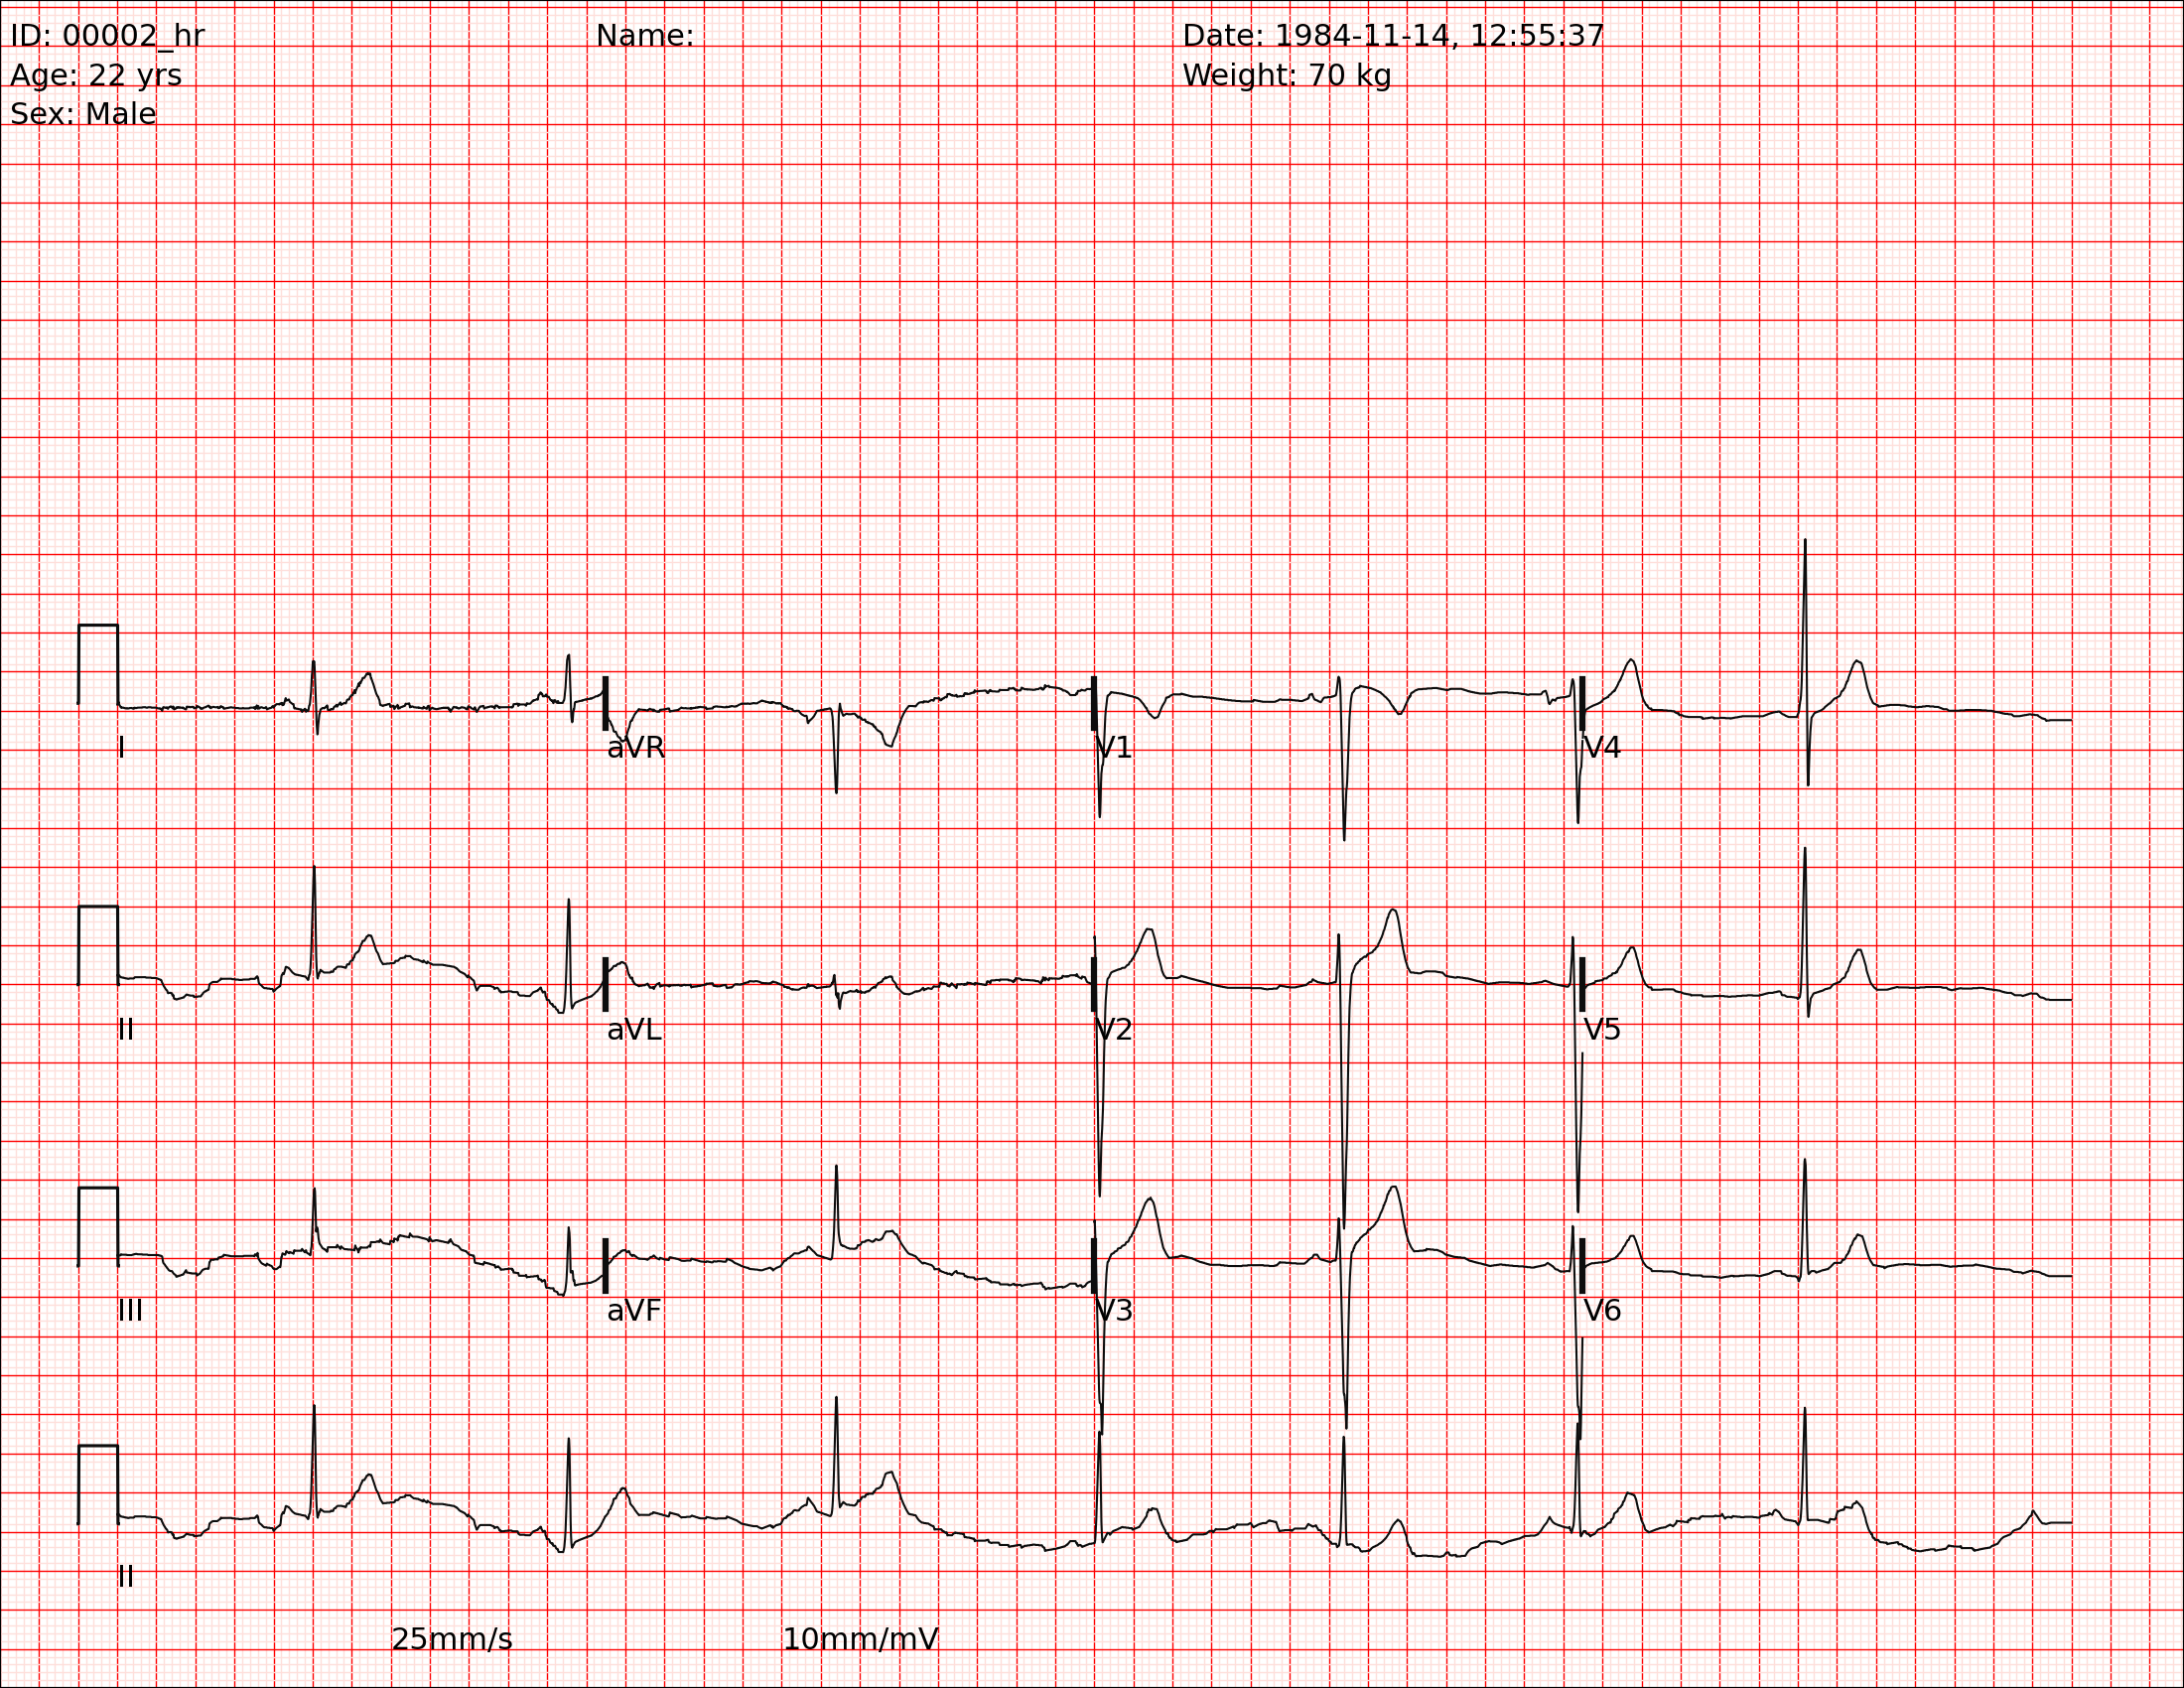 ID: 00002_hr
Name:
Date: 1984-11-14, 12:55:37
Age: 22 yrs
Weight: 70 kg
Sex: Male
I
aVR
V1
V4
II
aVL
V2
V5
III
aVF
V3
V6
II
25mm/s
10mm/mV